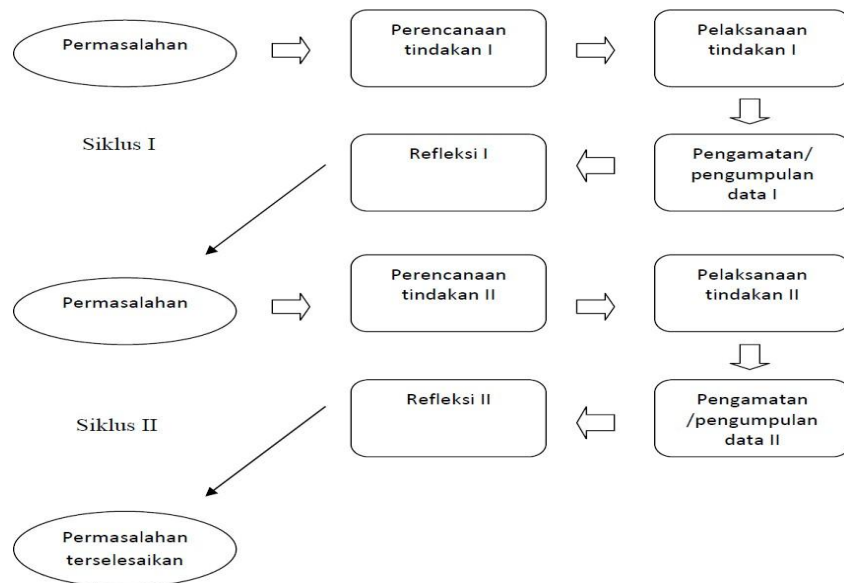 Permasalahan
Perencanaan
tindakan I
Pelaksanaan
tindakan I
Siklus I
Refleksi I
Pengamatan/
pengumpulan
data I
Permasalahan
Perencanaan
tindakan II
Pelaksanaan
tindakan II
Siklus II
Refleksi II
Pengamatan
/pengumpulan
data II
Permasalahan
terselesaikan